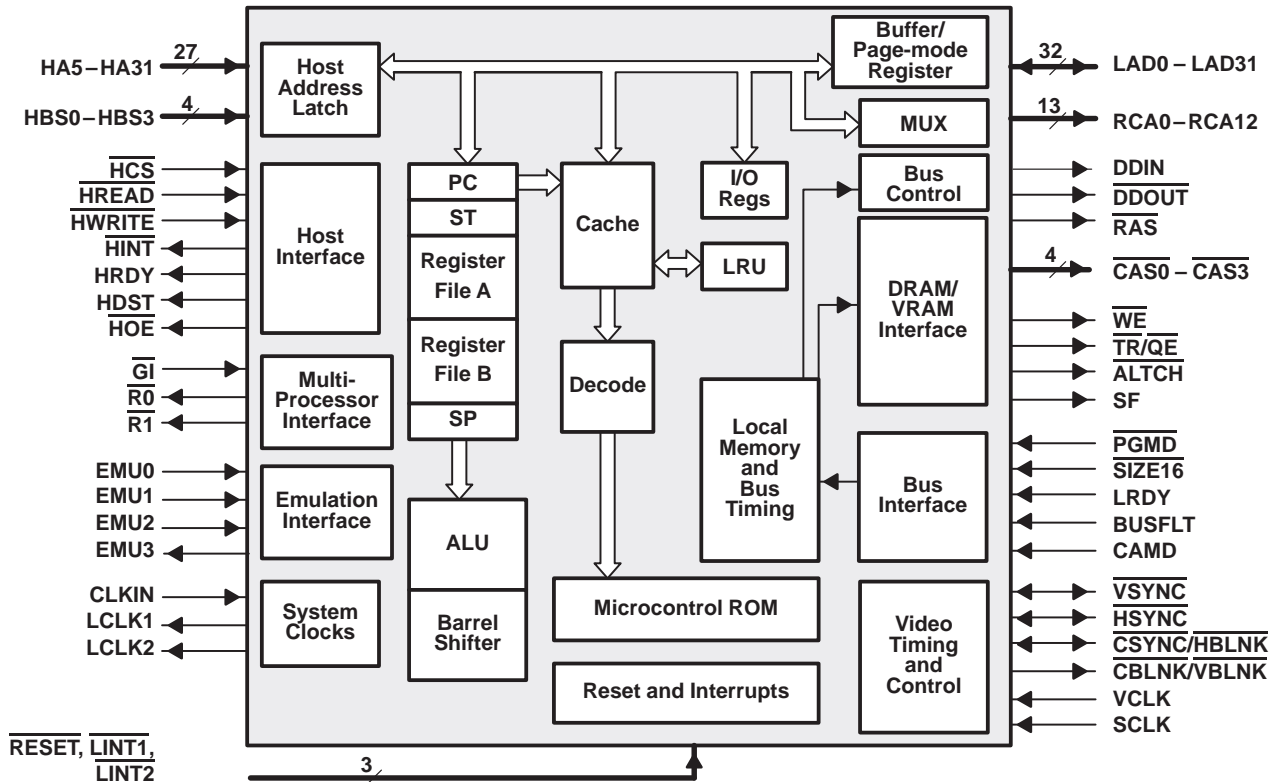 27
HA5–HA31
4
HBS0–HBS3
HCS
HREAD
HWRITE
HINT
HRDY
HDST
HOE
GI
R0
R1
EMU0
EMU1
EMU2
EMU3
CLKIN
LCLK1
LCLK2
RESET, LINT1,
LINT2
3
Host
Address
Latch
Host
Interface
Multi-
Processor
Interface
Emulation
Interface
System
Clocks
PC
ST
Register
File A
Register
File B
SP
ALU
Barrel
Shifter
Cache
Decode
I/O
Regs
LRU
Local
Memory
and
Bus
Timing
Microcontrol ROM
Reset and Interrupts
Buffer/
Page-mode
Register
MUX
Bus
Control
DRAM/
VRAM
Interface
Bus
Interface
Video
Timing
and
Control
32
LAD0 – LAD31
13
RCA0–RCA12
DDIN
DDOUT
RAS
4
CAS0 – CAS3
WE
TR/QE
ALTCH
SF
PGMD
SIZE16
LRDY
BUSFLT
CAMD
VSYNC
HSYNC
CSYNC/HBLNK
CBLNK/VBLNK
VCLK
SCLK